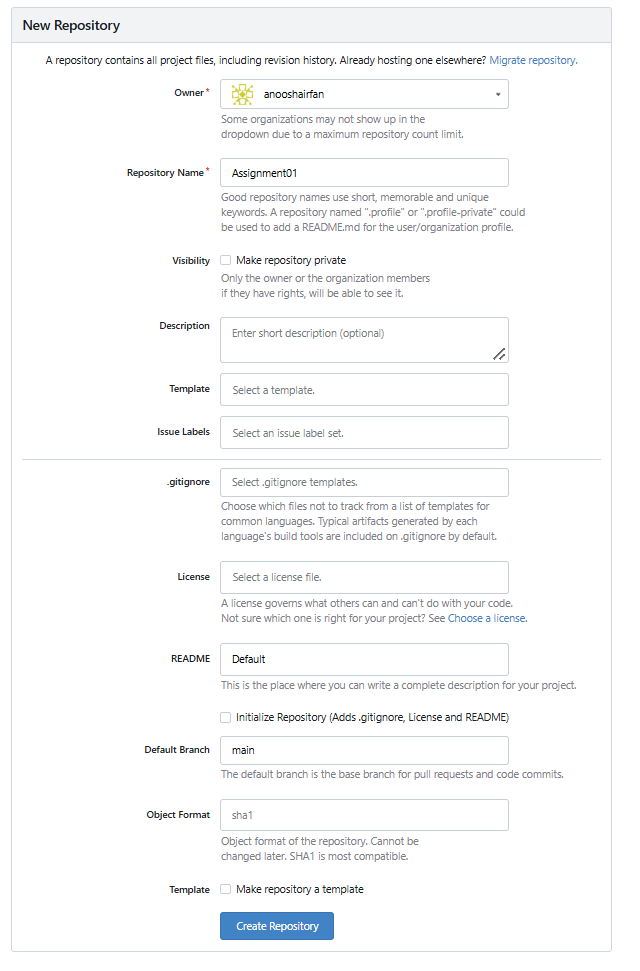 New Repository
A repository contains all project files, including revision history. Already hosting one elsewhere? Migrate repository.
Owner *
anooshairfan
Some organizations may not show up in the
dropdown due to a maximum repository count limit.
Repository Name *
Assignment01
Good repository names use short, memorable and unique
keywords. A repository named ".profile" or ".profile-private" could
be used to add a README.md for the user/organization profile.
Visibility
Make repository private
Only the owner or the organization members
if they have rights, will be able to see it.
Description
Enter short description (optional)
Template
Select a template.
Issue Labels
Select an issue label set.
.gitignore
Select .gitignore templates.
Choose which files not to track from a list of templates for
common languages. Typical artifacts generated by each
language's build tools are included on .gitignore by default.
License
Select a license file.
A license governs what others can and can't do with your code.
Not sure which one is right for your project? See Choose a license.
README
Default
This is the place where you can write a complete description for your project.
Initialize Repository (Adds .gitignore, License and README)
Default Branch
main
The default branch is the base branch for pull requests and code commits.
Object Format
sha1
Object format of the repository. Cannot be
changed later. SHA1 is most compatible.
Template
Make repository a template
Create Repository